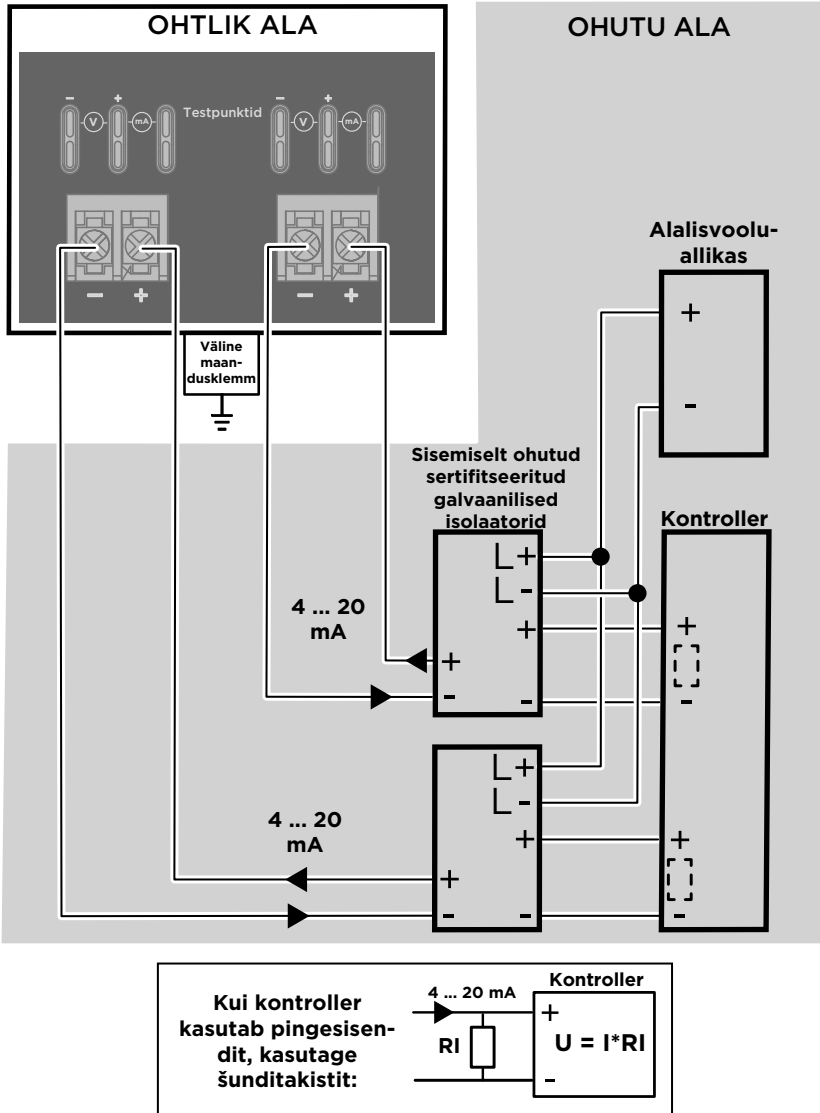 OHTLIK ALA
OHUTU ALA
- + - +
Testpunktid
V mA V mA
- + - +
Väline
maan-
dusklemm
Alalisvoolu-
allikas
+
-
Sisemiselt ohutud
sertifitseeritud
galvaanilised
isolaatorid
Kontroller
L+
L-
+
+
4 ... 20
mA
+
-
-
-
L+
L-
+
+
4 ... 20
mA
+
-
-
-
Kui kontroller
kasutab pingesisen-
dit, kasutage
šunditakistit:
4 ... 20 mA
RI
Kontroller
+
U = I*RI
-